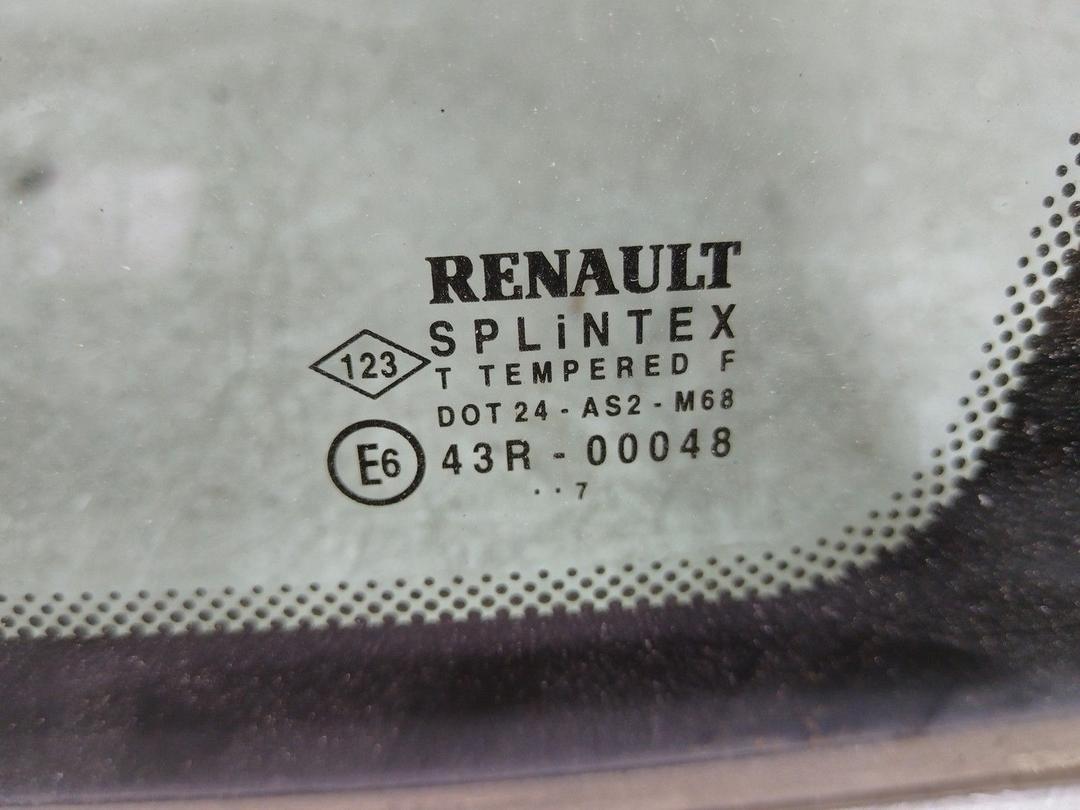 RENAULT
SPLiNTEX
123
T TEMPERED F
DOT 24 - AS2 - M68
E6 43R - 00048
. . 7